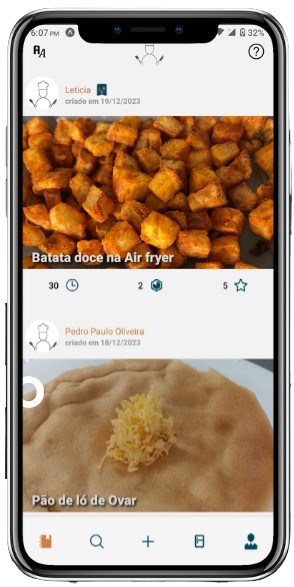 6:07 PM
32%
RA
Leticia
criado em 19/12/2023
Batata doce na Air fryer
30 2 5
Pedro Paulo Oliveira
criado em 18/12/2023
Pão de ló de Ovar